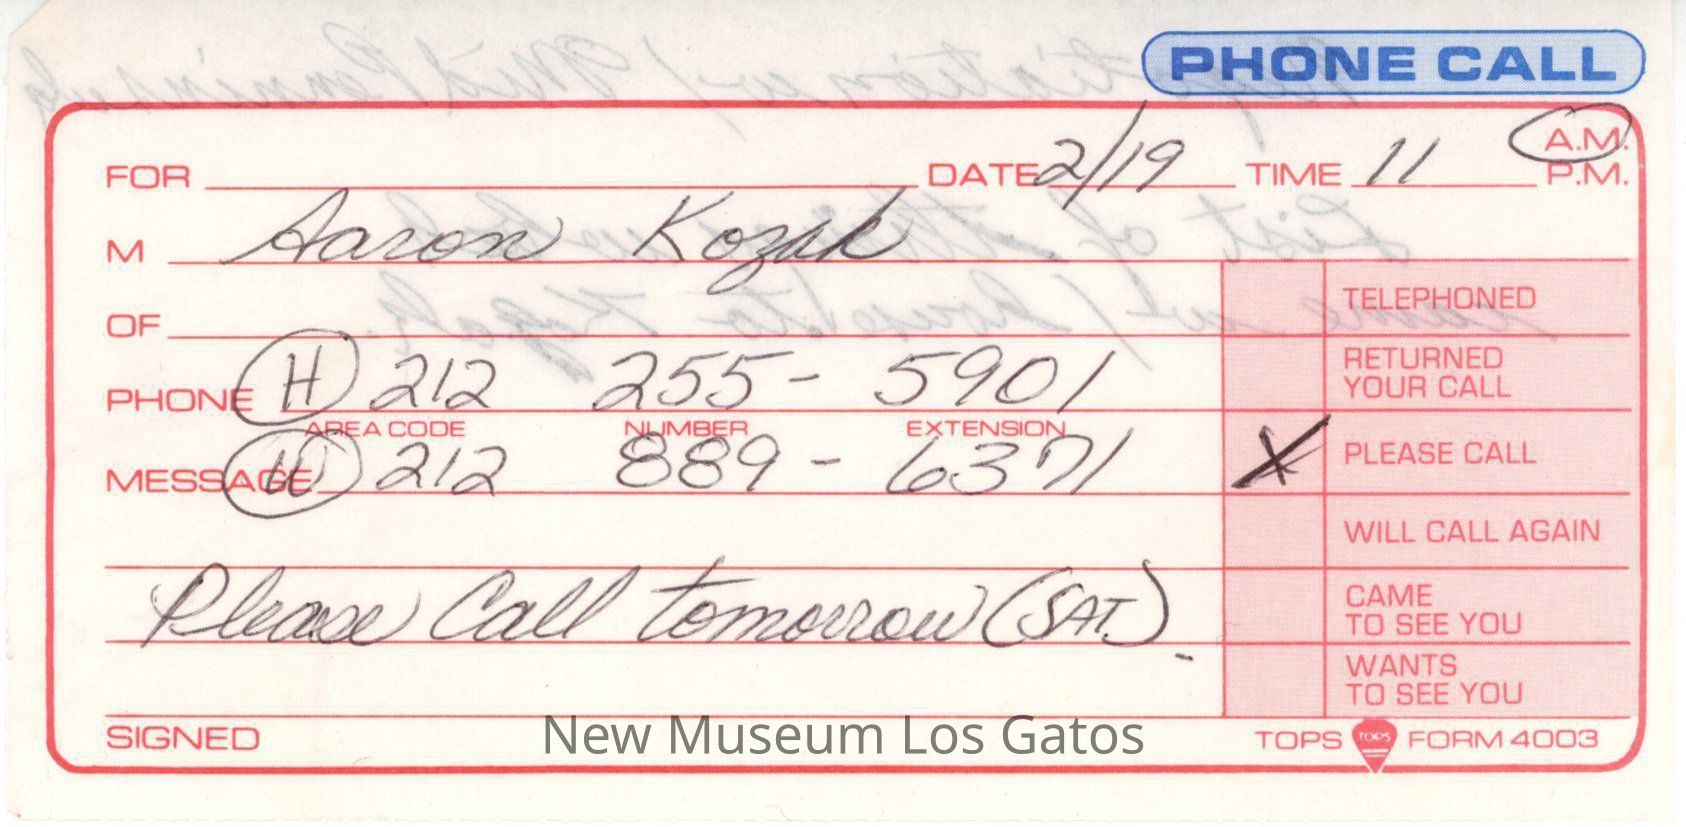 PHONE CALL
A.M.
FOR DATE 2/19 TIME 11 P.M.
M Aaron Kozak
OF
TELEPHONED
PHONE (H) 212 255-5901
RETURNED
YOUR CALL
AREA CODE NUMBER EXTENSION
MESSAGE (W) 212 889-6371
X PLEASE CALL
WILL CALL AGAIN
Please Call tomorrow (SAT.)
CAME
TO SEE YOU
WANTS
TO SEE YOU
SIGNED
New Museum Los Gatos
TOPS TOPS FORM 4003